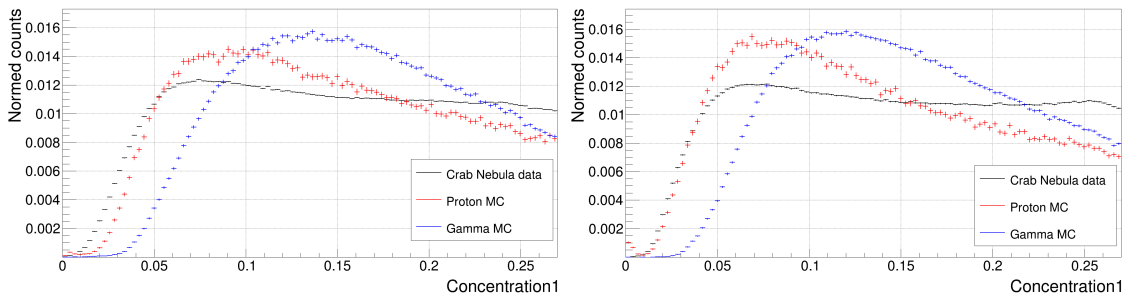 Normed counts
0.016
0.014
0.012
0.01
0.008
0.006
0.004
0.002
0
0.05
0.1
0.15
0.2
0.25
Concentration1
Crab Nebula data
Proton MC
Gamma MC
Normed counts
0.016
0.014
0.012
0.01
0.008
0.006
0.004
0.002
0
0.05
0.1
0.15
0.2
0.25
Concentration1
Crab Nebula data
Proton MC
Gamma MC